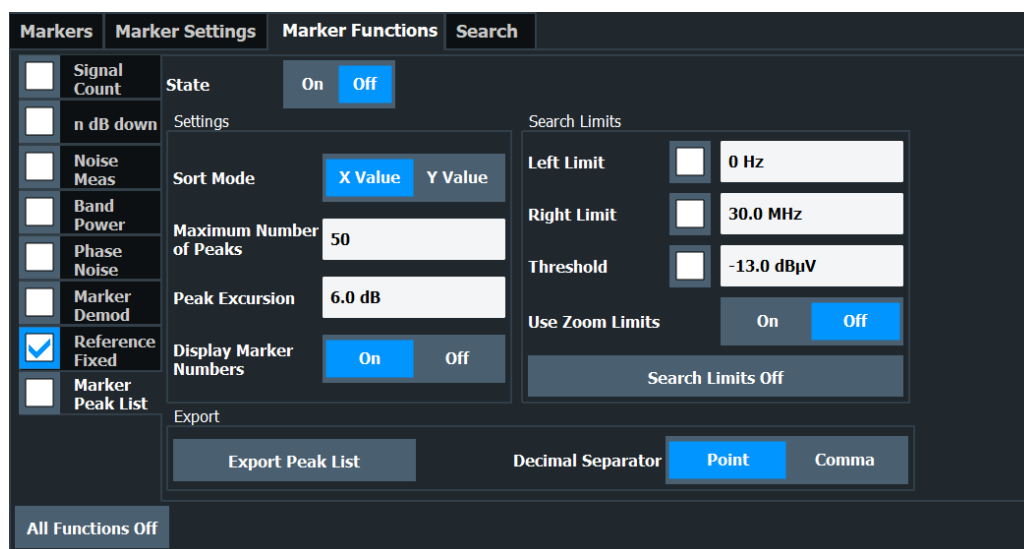 Markers Marker Settings Marker Functions Search
Signal
Count
n dB down
Noise
Meas
Band
Power
Phase
Noise
Marker
Demod
Reference
Fixed
Marker
Peak List
State On Off
Settings
Sort Mode X Value Y Value
Maximum Number
of Peaks
50
Peak Excursion 6.0 dB
Display Marker
Numbers
On Off
Search Limits
Left Limit 0 Hz
Right Limit 30.0 MHz
Threshold -13.0 dBµV
Use Zoom Limits On Off
Search Limits Off
Export
Export Peak List Decimal Separator Point Comma
All Functions Off